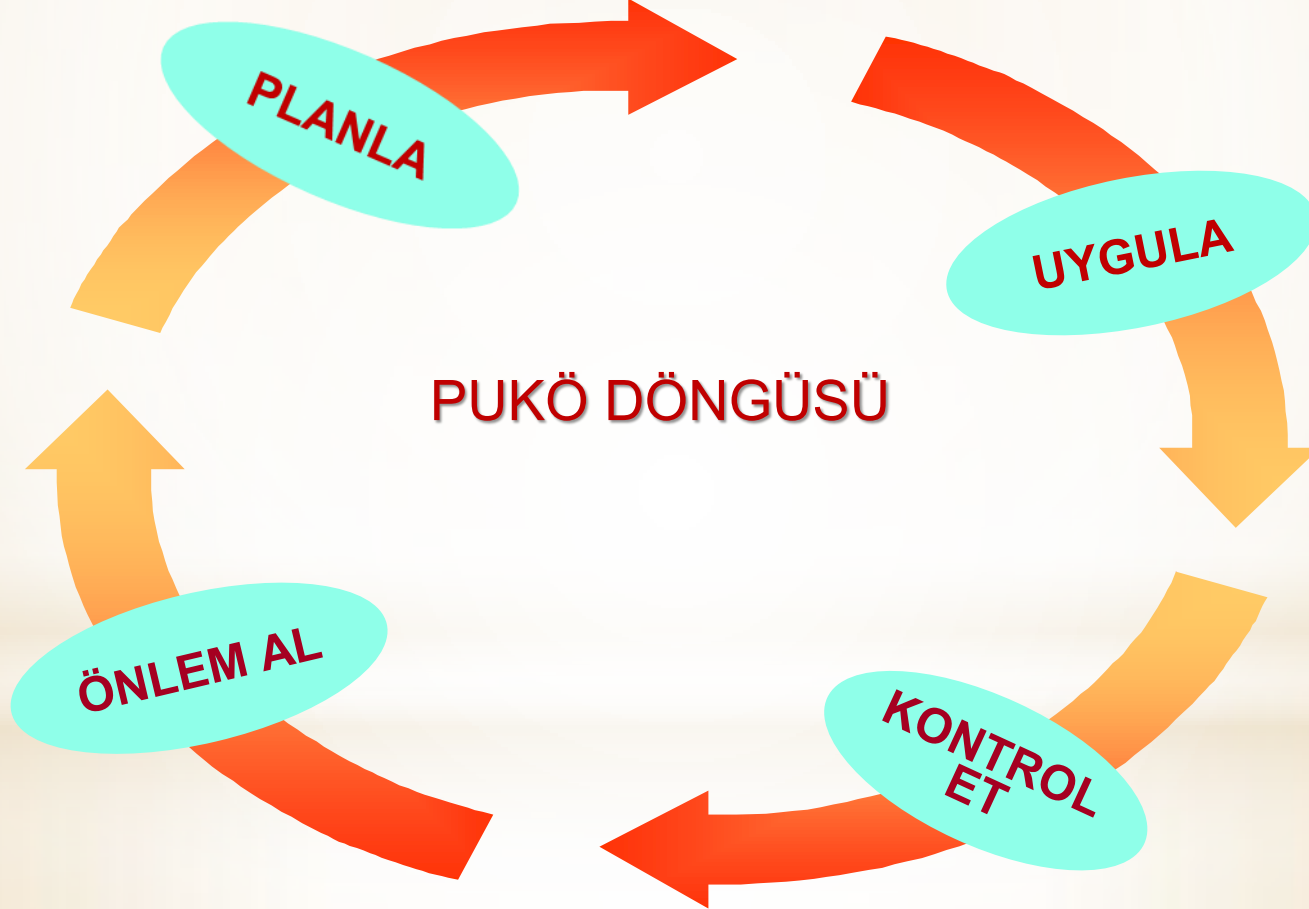 PLANLA
UYGULA
PUKÖ DÖNGÜSÜ
ÖNLEM AL
KONTROL
ET